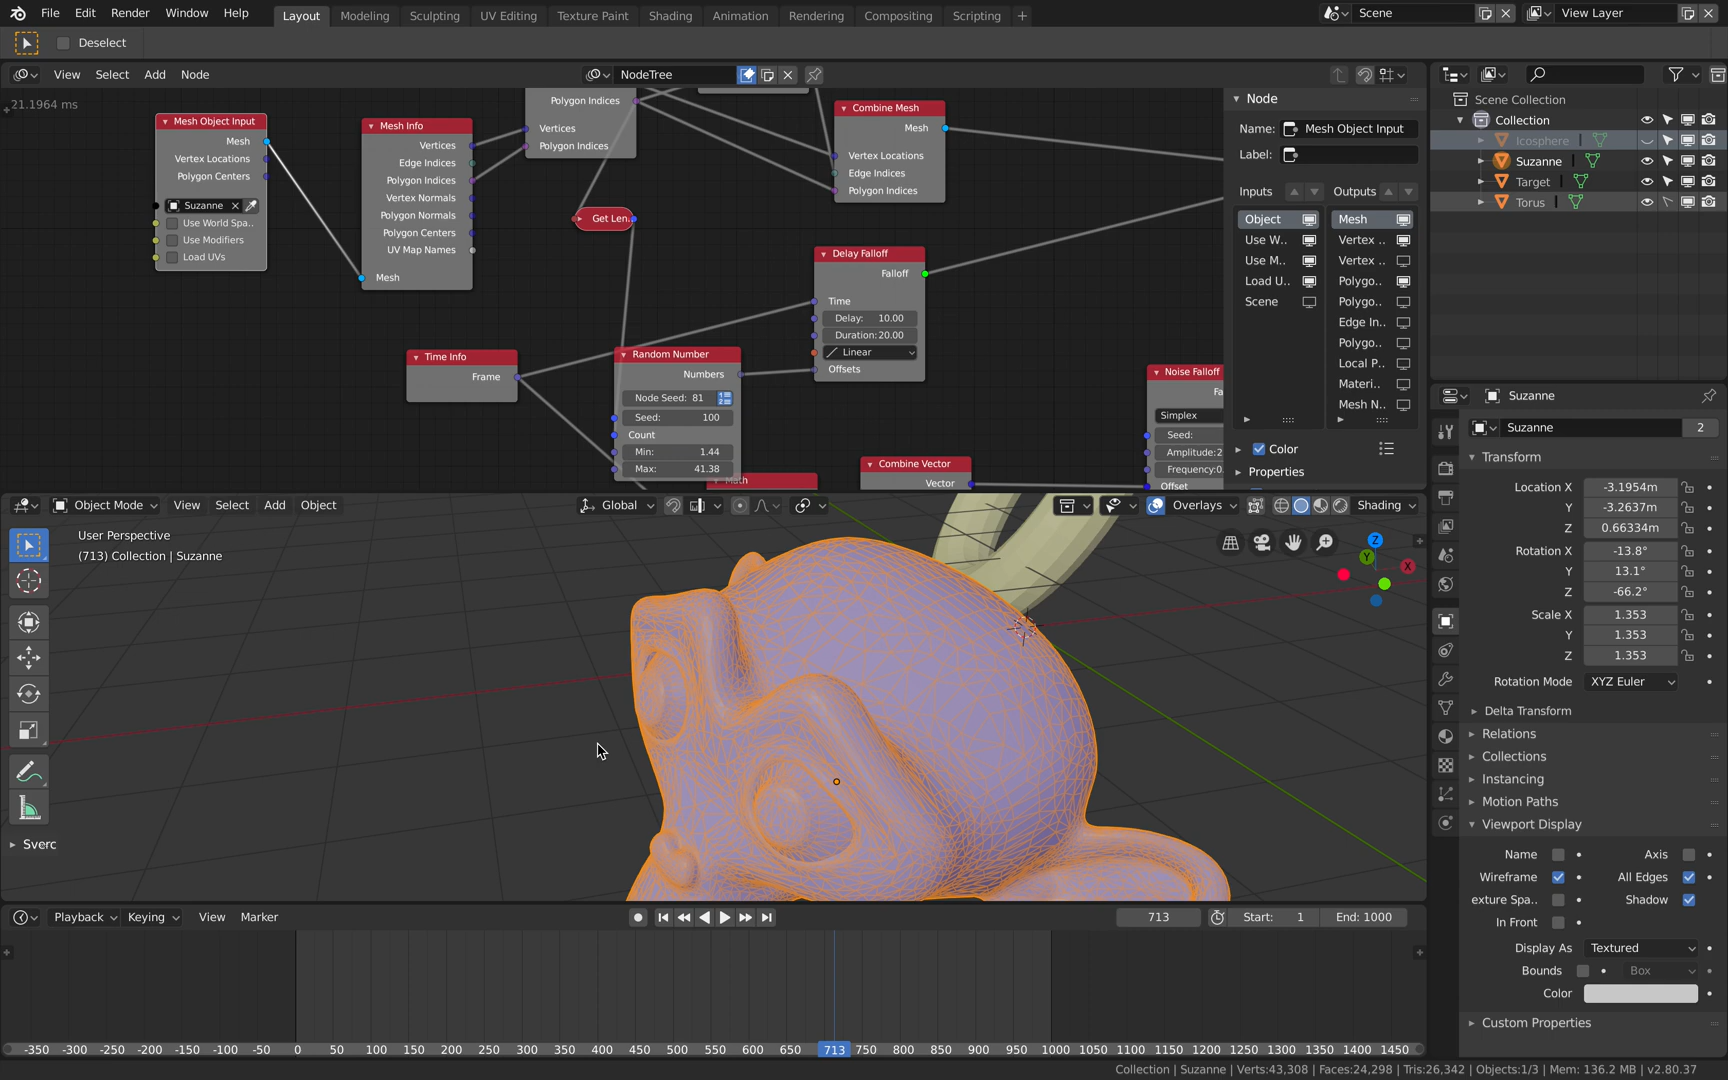 File Edit Render Window Help Layout Modeling Sculpting UV Editing Texture Paint Shading Animation Rendering Compositing Scripting + Scene View Layer
Deselect
View Select Add Node NodeTree
21.1964 ms
Mesh Object Input
Mesh
Vertex Locations
Polygon Centers
Suzanne
Use World Spa..
Use Modifiers
Load UVs
Mesh Info
Vertices
Edge Indices
Polygon Indices
Vertex Normals
Polygon Normals
Polygon Centers
UV Map Names
Mesh
Polygon Indices
Vertices
Polygon Indices
Get Len..
Combine Mesh
Mesh
Vertex Locations
Edge Indices
Polygon Indices
Delay Falloff
Falloff
Time
Delay: 10.00
Duration: 20.00
Linear
Offsets
Time Info
Frame
Random Number
Numbers
Node Seed: 81
Seed: 100
Count
Min: 1.44
Max: 41.38
Math
Combine Vector
Vector
Noise Falloff
Fa
Simplex
Seed:
Amplitude:2
Frequency:0.
Offset
Node
Name: Mesh Object Input
Label:
Inputs Outputs
Object Mesh
Use W.. Vertex ..
Use M.. Vertex ..
Load U.. Polygo..
Scene Polygo..
Edge In..
Polygo..
Local P..
Materi..
Mesh N..
Color
Properties
Scene Collection
Collection
Icosphere
Suzanne
Target
Torus
Object Mode View Select Add Object Global Overlays Shading
User Perspective
(713) Collection | Suzanne
Z
Y
X
Sverc
Suzanne
Suzanne 2
Transform
Location X -3.1954m
Y -3.2637m
Z 0.66334m
Rotation X -13.8°
Y 13.1°
Z -66.2°
Scale X 1.353
Y 1.353
Z 1.353
Rotation Mode XYZ Euler
Delta Transform
Relations
Collections
Instancing
Motion Paths
Viewport Display
Name Axis
Wireframe All Edges
exture Spa.. Shadow
In Front
Display As Textured
Bounds Box
Color
Custom Properties
Playback Keying View Marker 713 Start: 1 End: 1000
-350 -300 -250 -200 -150 -100 -50 0 50 100 150 200 250 300 350 400 450 500 550 600 650 713 750 800 850 900 950 1000 1050 1100 1150 1200 1250 1300 1350 1400 1450
Collection | Suzanne | Verts:43,308 | Faces:24,298 | Tris:26,342 | Objects:1/3 | Mem: 136.2 MB | v2.80.37